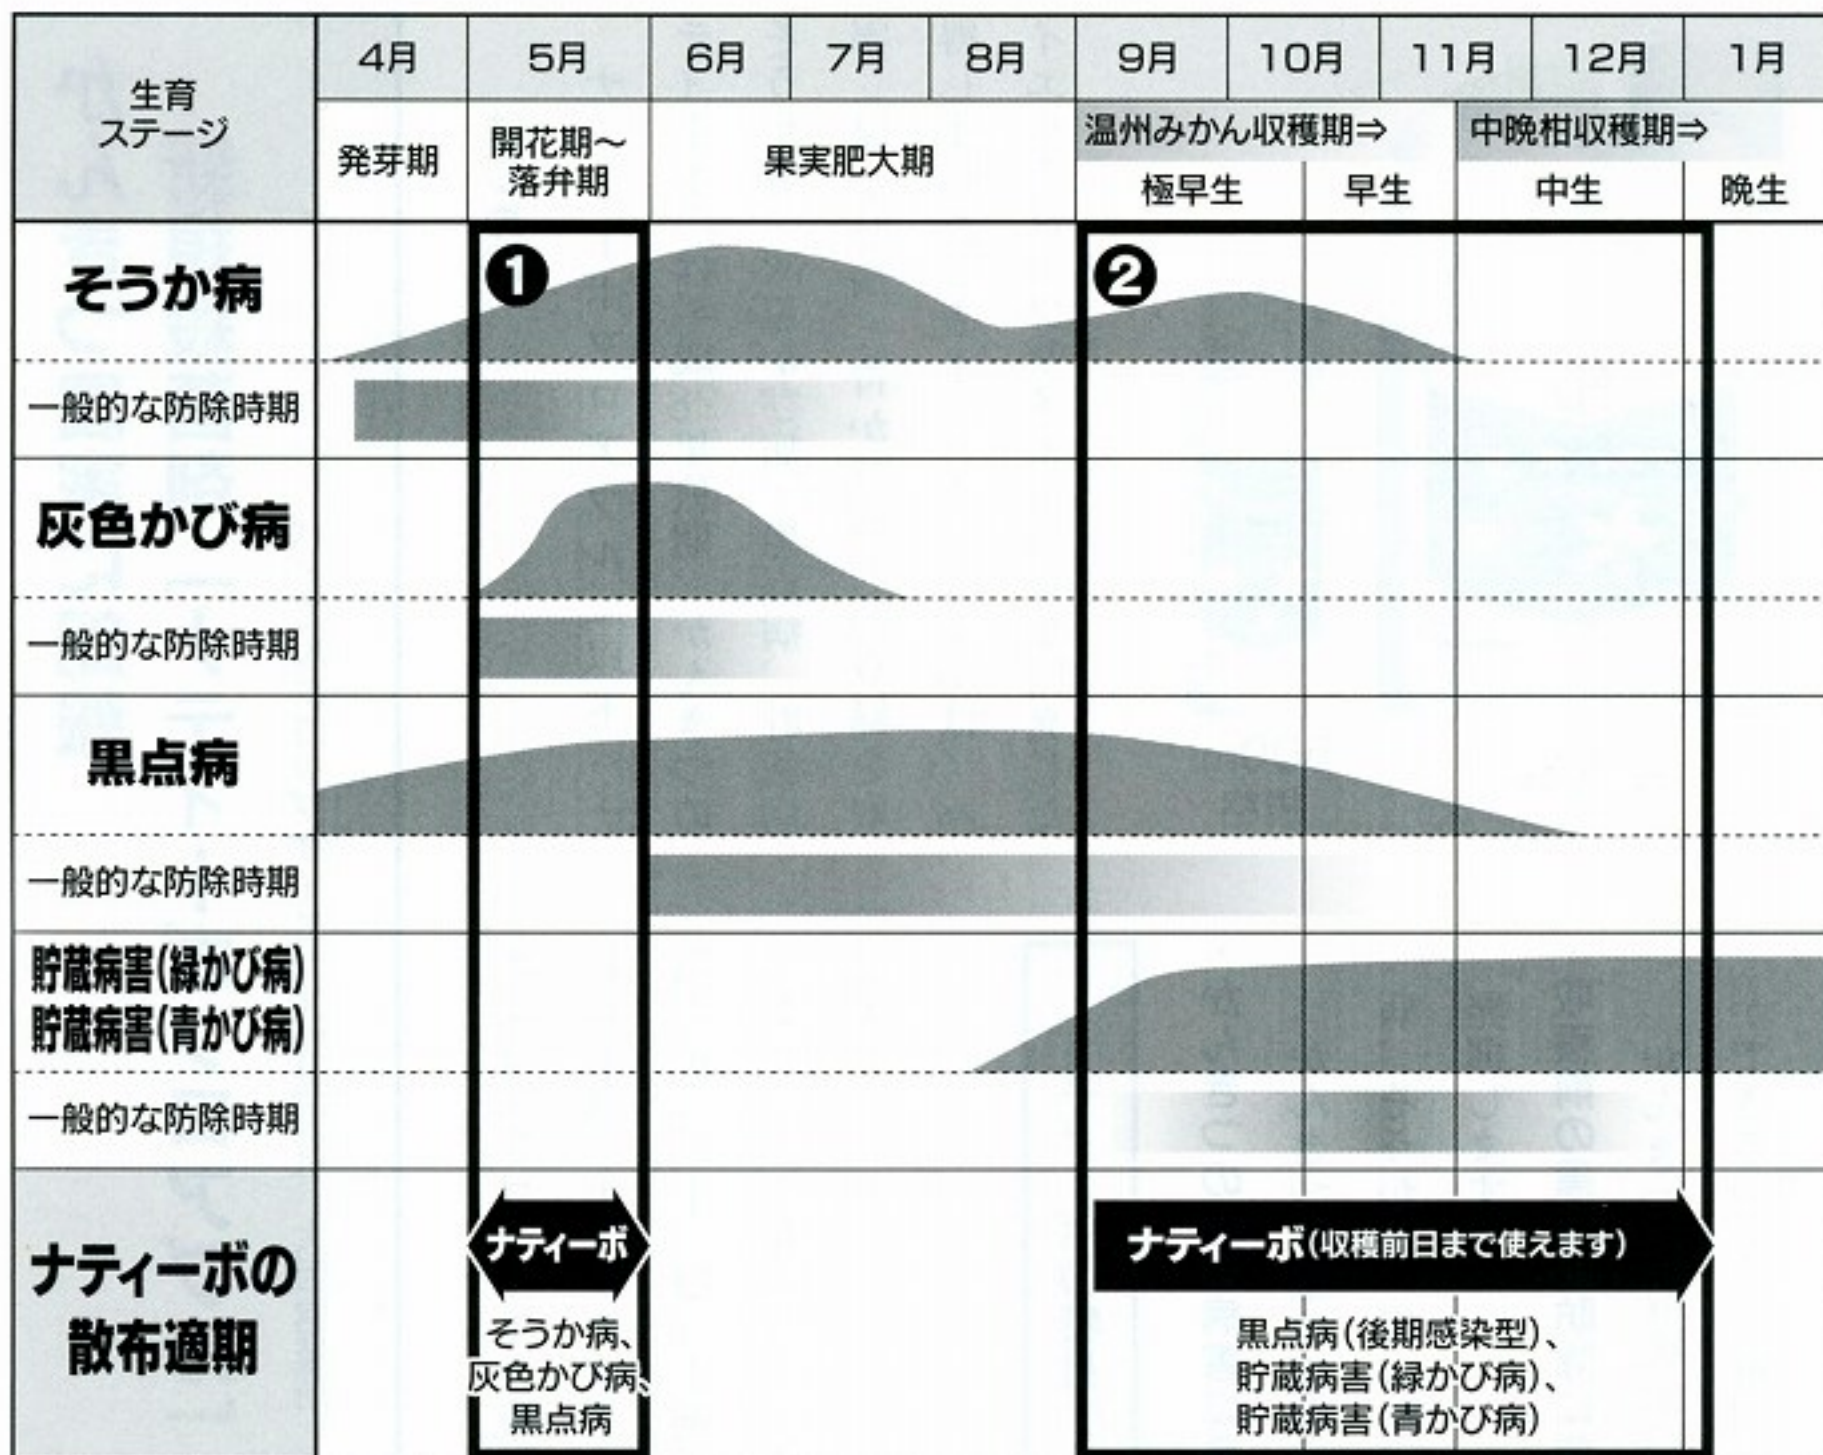 生育
ステージ
4月 5月 6月 7月 8月 9月 10月 11月 12月 1月
発芽期
開花期～
落弁期
果実肥大期
温州みかん収穫期⇒
中晩柑収穫期⇒
極早生 早生 中生 晩生
そうか病
❶
❷
一般的な防除時期
灰色かび病
一般的な防除時期
黒点病
一般的な防除時期
貯蔵病害(緑かび病)
貯蔵病害(青かび病)
一般的な防除時期
ナティーボの
散布適期
ナティーボ
そうか病、
灰色かび病、
黒点病
ナティーボ(収穫前日まで使えます)
黒点病(後期感染型)、
貯蔵病害(緑かび病)、
貯蔵病害(青かび病)